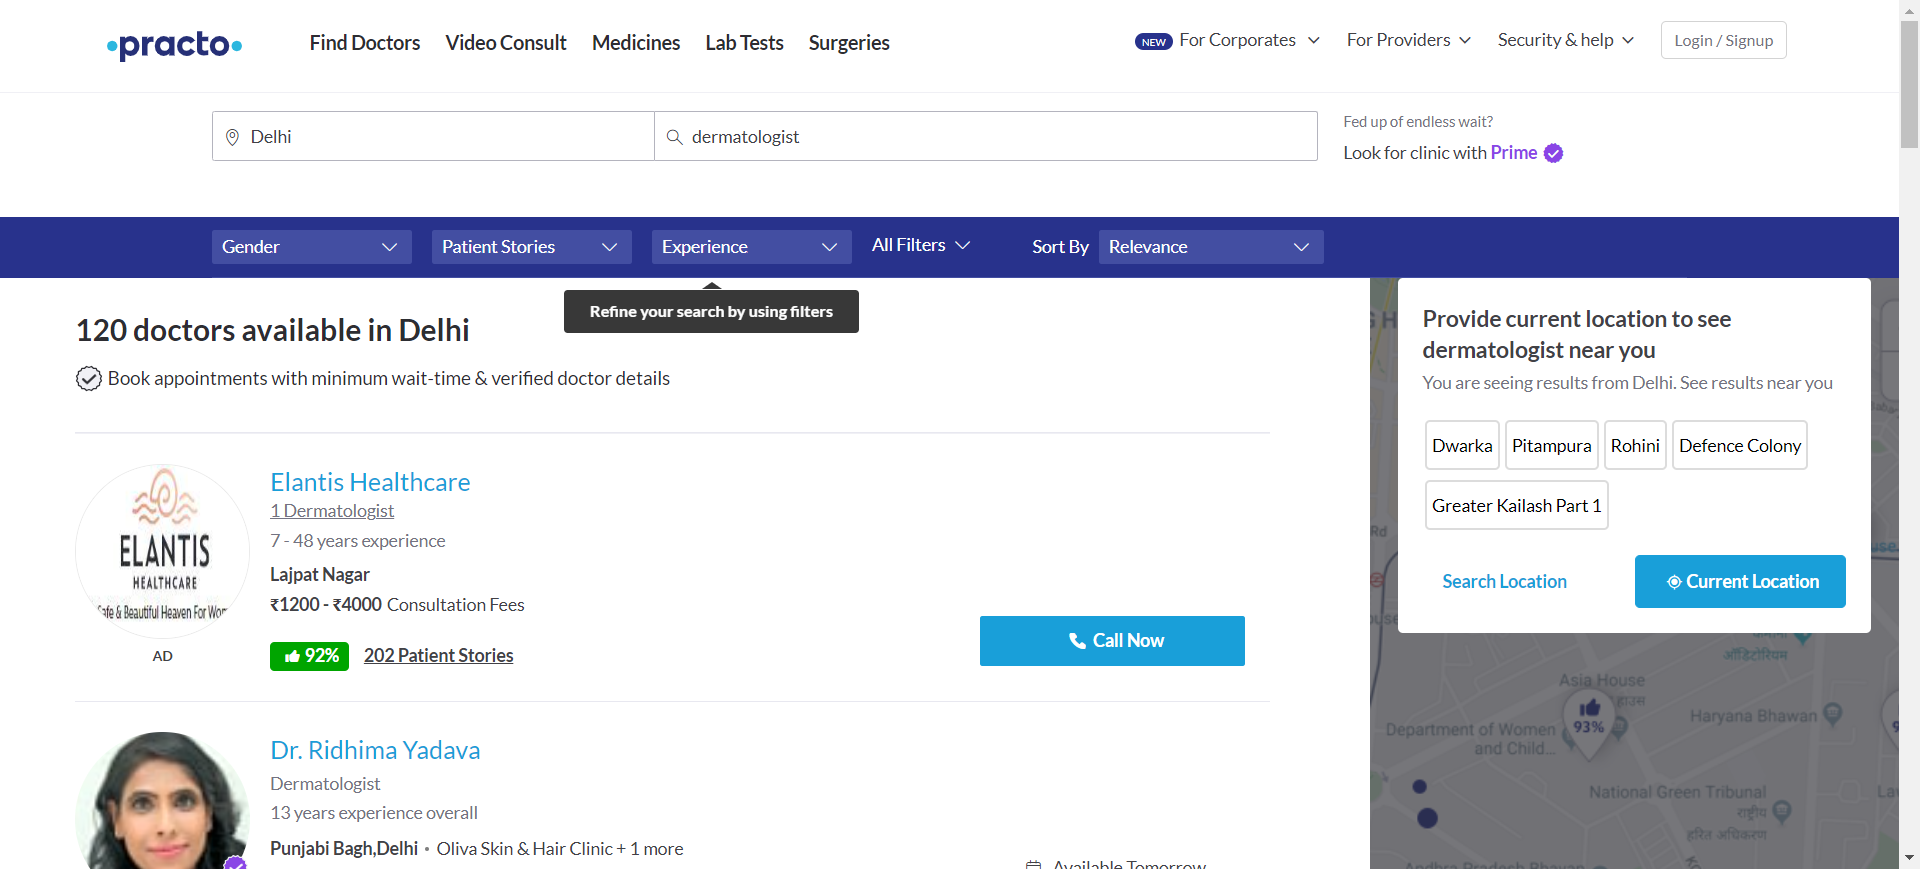 practo
Find Doctors
Video Consult
Medicines
Lab Tests
Surgeries
NEW For Corporates
For Providers
Security & help
Login / Signup
Delhi
dermatologist
Fed up of endless wait?
Look for clinic with Prime
Gender
Patient Stories
Experience
All Filters
Sort By
Relevance
Refine your search by using filters
120 doctors available in Delhi
Book appointments with minimum wait-time & verified doctor details
ELANTIS
HEALTHCARE
Safe & Beautiful Heaven For Wom
AD
Elantis Healthcare
1 Dermatologist
7 - 48 years experience
Lajpat Nagar
₹1200 - ₹4000 Consultation Fees
92%
202 Patient Stories
Call Now
Dr. Ridhima Yadava
Dermatologist
13 years experience overall
Punjabi Bagh,Delhi • Oliva Skin & Hair Clinic + 1 more
Available Tomorrow
Provide current location to see
dermatologist near you
You are seeing results from Delhi. See results near you
Dwarka
Pitampura
Rohini
Defence Colony
Greater Kailash Part 1
Search Location
Current Location
Rd
ऑडिटोरियम
Asia House
हाउस
93%
Department of Women
and Child...
Haryana Bhawan
National Green Tribunal
राष्ट्रीय
हरित अधिकरण
Andhra Pradesh Bhavan